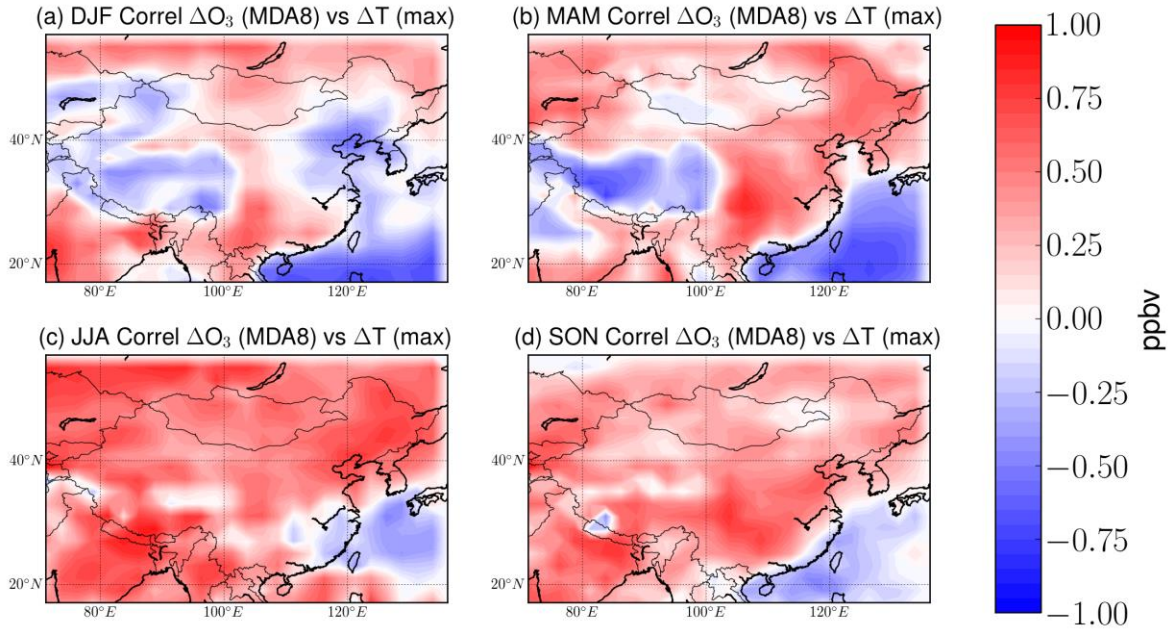 (a) DJF Correl ΔO₃ (MDA8) vs ΔT (max)
(b) MAM Correl ΔO₃ (MDA8) vs ΔT (max)
40°N
20°N
80°E 100°E 120°E
80°E 100°E 120°E
(c) JJA Correl ΔO₃ (MDA8) vs ΔT (max)
(d) SON Correl ΔO₃ (MDA8) vs ΔT (max)
40°N
20°N
40°N
20°N
80°E 100°E 120°E
80°E 100°E 120°E
1.00
0.75
0.50
0.25
0.00
−0.25
−0.50
−0.75
−1.00
ppbv